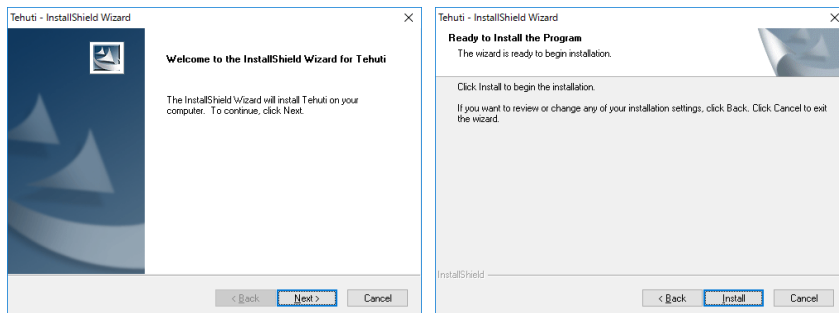 Tehuti - InstallShield Wizard
Welcome to the InstallShield Wizard for Tehuti
The InstallShield Wizard will install Tehuti on your
computer. To continue, click Next.
< Back
Next >
Cancel
Tehuti - InstallShield Wizard
Ready to Install the Program
The wizard is ready to begin installation.
Click Install to begin the installation.
If you want to review or change any of your installation settings, click Back. Click Cancel to exit
the wizard.
InstallShield
< Back
Install
Cancel